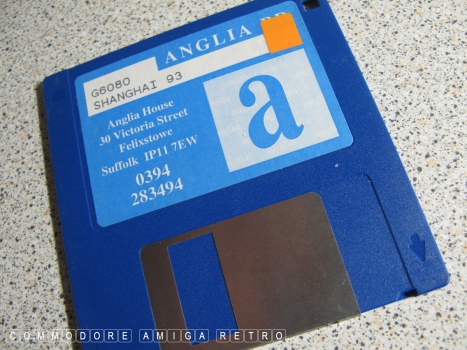 ANGLIA
G6080
SHANGHAI 93
Anglia House
30 Victoria Street
Felixstowe
Suffolk IP11 7EW
0394
283494
a
COMMODORE AMIGA RETRO